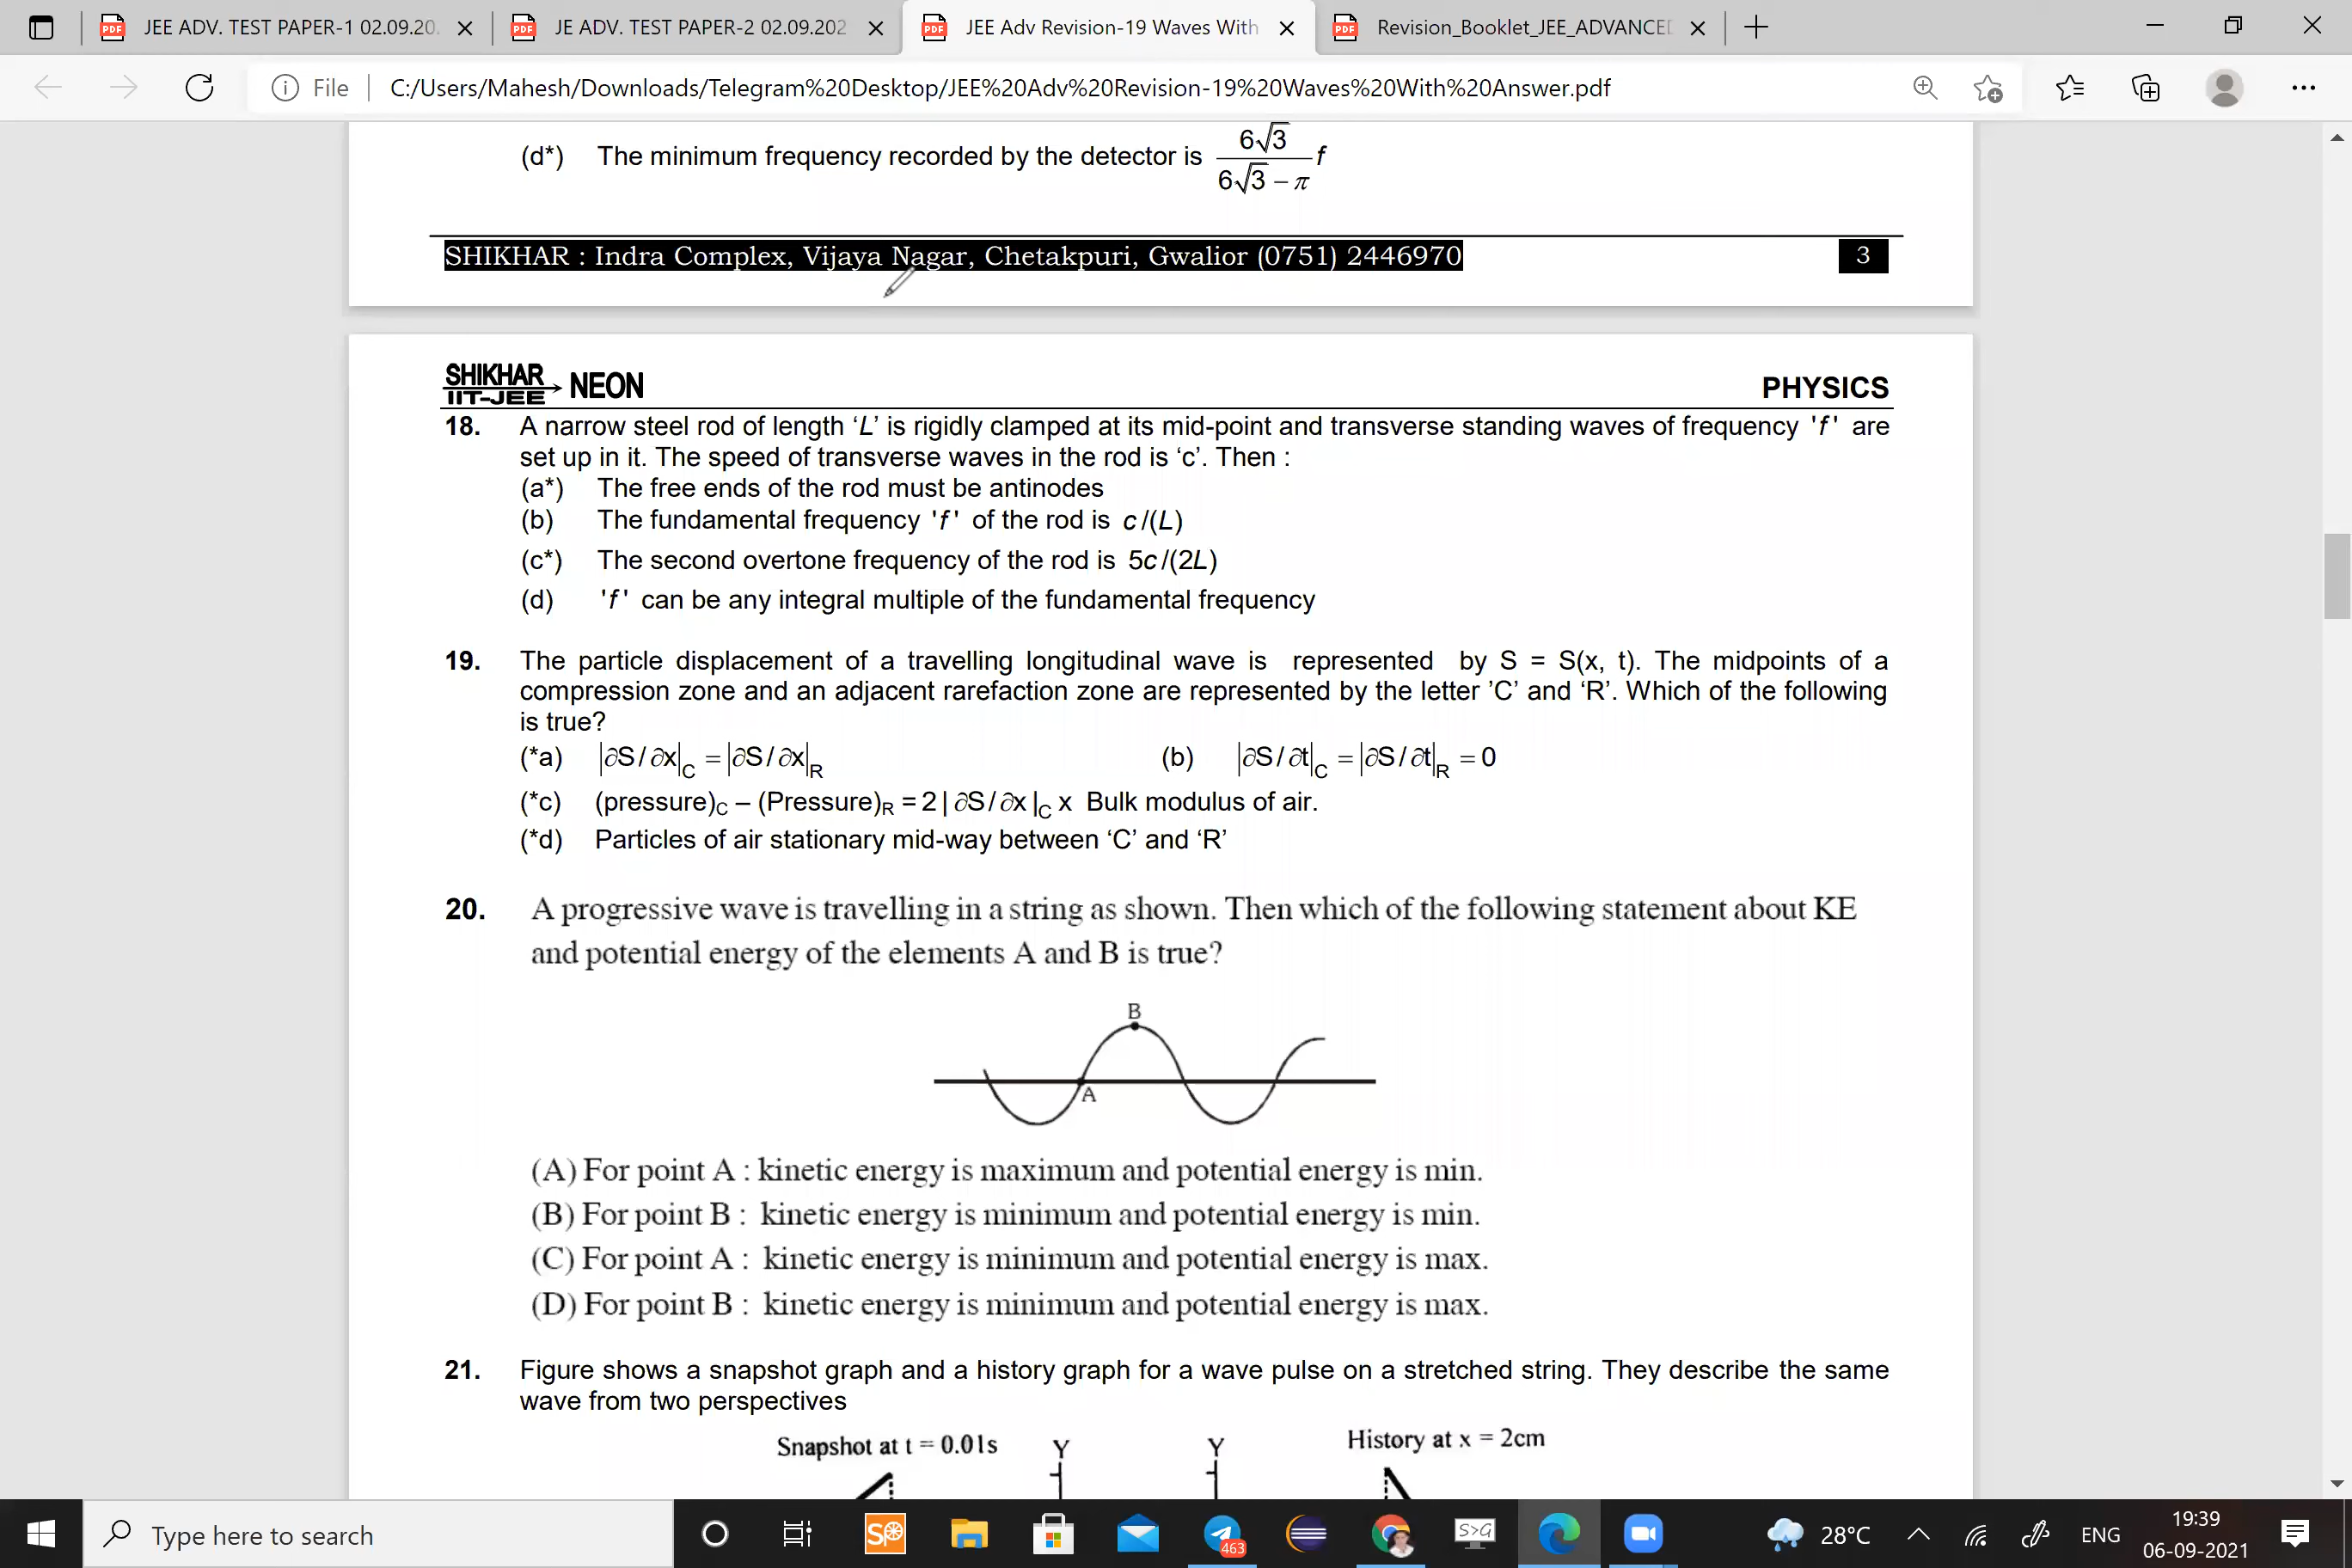 JEE ADV. TEST PAPER-1 02.09.20
JE ADV. TEST PAPER-2 02.09.202
JEE Adv Revision-19 Waves With
Revision_Booklet_JEE_ADVANCED
File
C:/Users/Mahesh/Downloads/Telegram%20Desktop/JEE%20Adv%20Revision-19%20Waves%20With%20Answer.pdf
(d*) The minimum frequency recorded by the detector is 6√3/(6√3 – π) f
SHIKHAR : Indra Complex, Vijaya Nagar, Chetakpuri, Gwalior (0751) 2446970 3
SHIKHAR IIT-JEE NEON PHYSICS
18. A narrow steel rod of length ‘L’ is rigidly clamped at its mid-point and transverse standing waves of frequency 'f' are
set up in it. The speed of transverse waves in the rod is ‘c’. Then :
(a*) The free ends of the rod must be antinodes
(b) The fundamental frequency 'f' of the rod is c/(L)
(c*) The second overtone frequency of the rod is 5c/(2L)
(d) 'f' can be any integral multiple of the fundamental frequency
19. The particle displacement of a travelling longitudinal wave is represented by S = S(x, t). The midpoints of a
compression zone and an adjacent rarefaction zone are represented by the letter ’C’ and ‘R’. Which of the following
is true?
(*a) |∂S/∂x|C = |∂S/∂x|R (b) |∂S/∂t|C = |∂S/∂t|R = 0
(*c) (pressure)C – (Pressure)R = 2|∂S/∂x|C x Bulk modulus of air.
(*d) Particles of air stationary mid-way between ‘C’ and ‘R’
20. A progressive wave is travelling in a string as shown. Then which of the following statement about KE
and potential energy of the elements A and B is true?
B
A
(A) For point A : kinetic energy is maximum and potential energy is min.
(B) For point B : kinetic energy is minimum and potential energy is min.
(C) For point A : kinetic energy is minimum and potential energy is max.
(D) For point B : kinetic energy is minimum and potential energy is max.
21. Figure shows a snapshot graph and a history graph for a wave pulse on a stretched string. They describe the same
wave from two perspectives
Snapshot at t = 0.01s Y Y History at x = 2cm
Type here to search
SP
463
S>G
28°C
ENG
19:39
06-09-2021